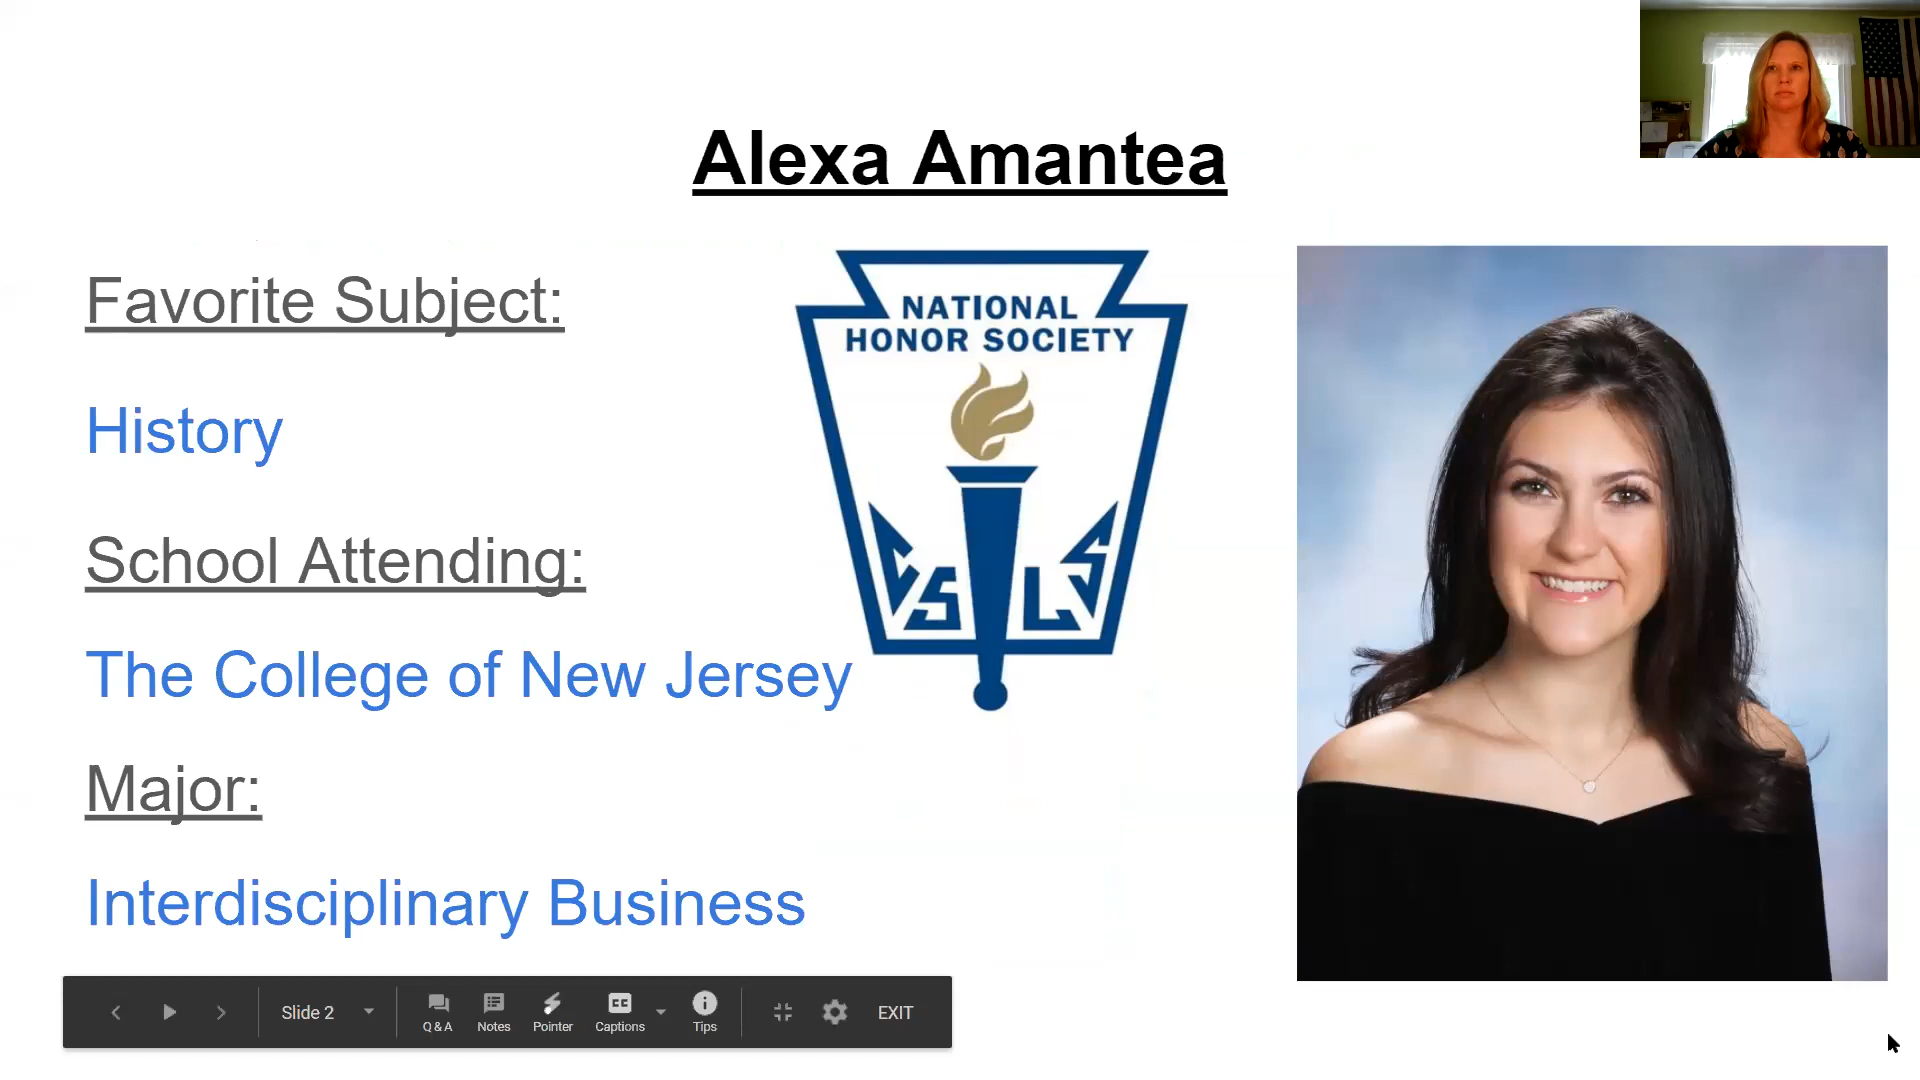 Alexa Amantea
Favorite Subject:
History
School Attending:
The College of New Jersey
Major:
Interdisciplinary Business
NATIONAL
HONOR SOCIETY
C S L S
Slide 2
Q & A
Notes
Pointer
CC
Captions
Tips
EXIT